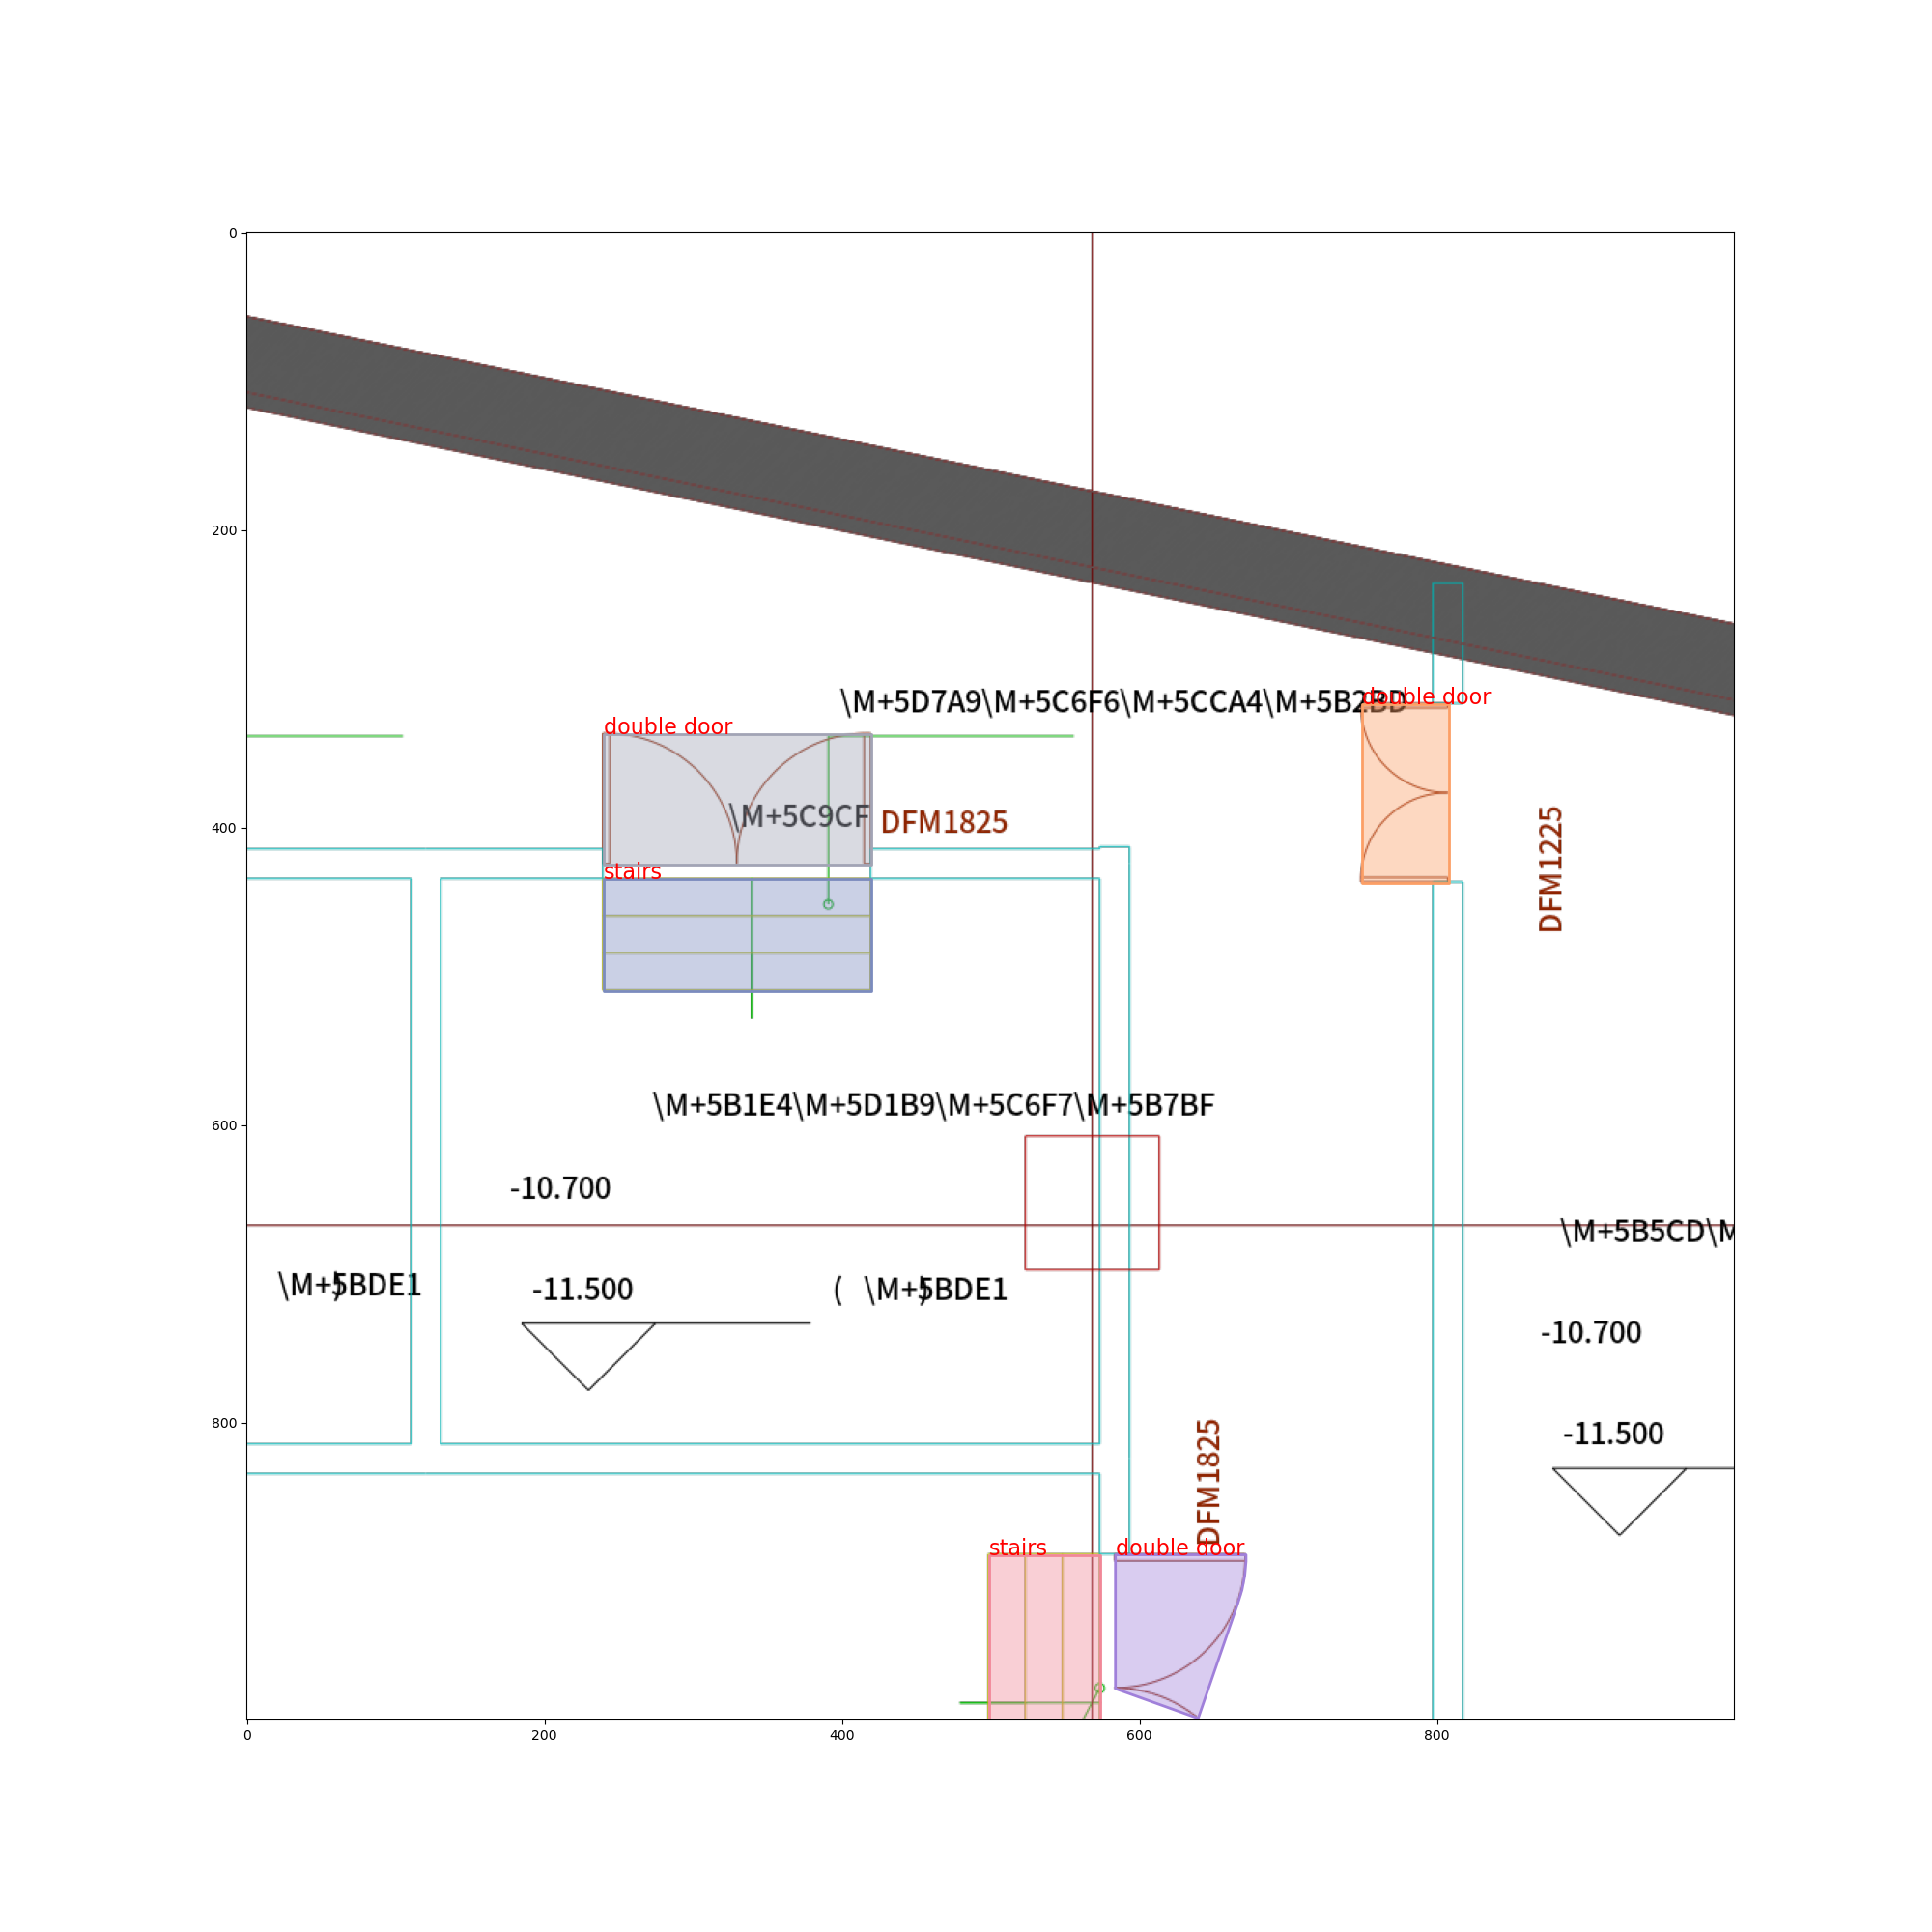 0
200
\M+5D7A9\M+5C6F6\M+5CCA4\M+5B2BD
double door
double door
\M+5C9CF
DFM1825
400
DFM1225
stairs
\M+5B1E4\M+5D1B9\M+5C6F7\M+5B7BF
600
-10.700
\M+5B5CD\M
\M+5BDE1
)
-11.500
( \M+5BDE1
)
-10.700
800
-11.500
DFM1825
stairs
double door
0
200
400
600
800